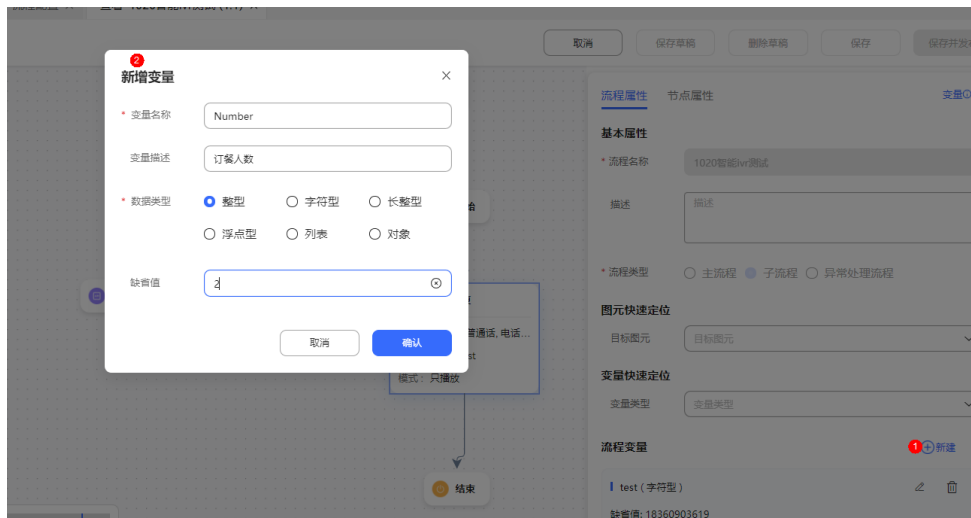 取消 保存草稿 删除草稿 保存 保存并发
2
新增变量
* 变量名称 Number
变量描述 订餐人数
* 数据类型 整型 字符型 长整型
浮点型 列表 对象
缺省值 2
取消 确认
普通话, 电话...
st
模式： 只播放
结束
流程属性 节点属性 变量
基本属性
* 流程名称 1020智能ivr测试
描述 描述
* 流程类型 主流程 子流程 异常处理流程
图元快速定位
目标图元 目标图元
变量快速定位
变量类型 变量类型
流程变量 1 新建
test ( 字符型 )
缺省值: 18360903619